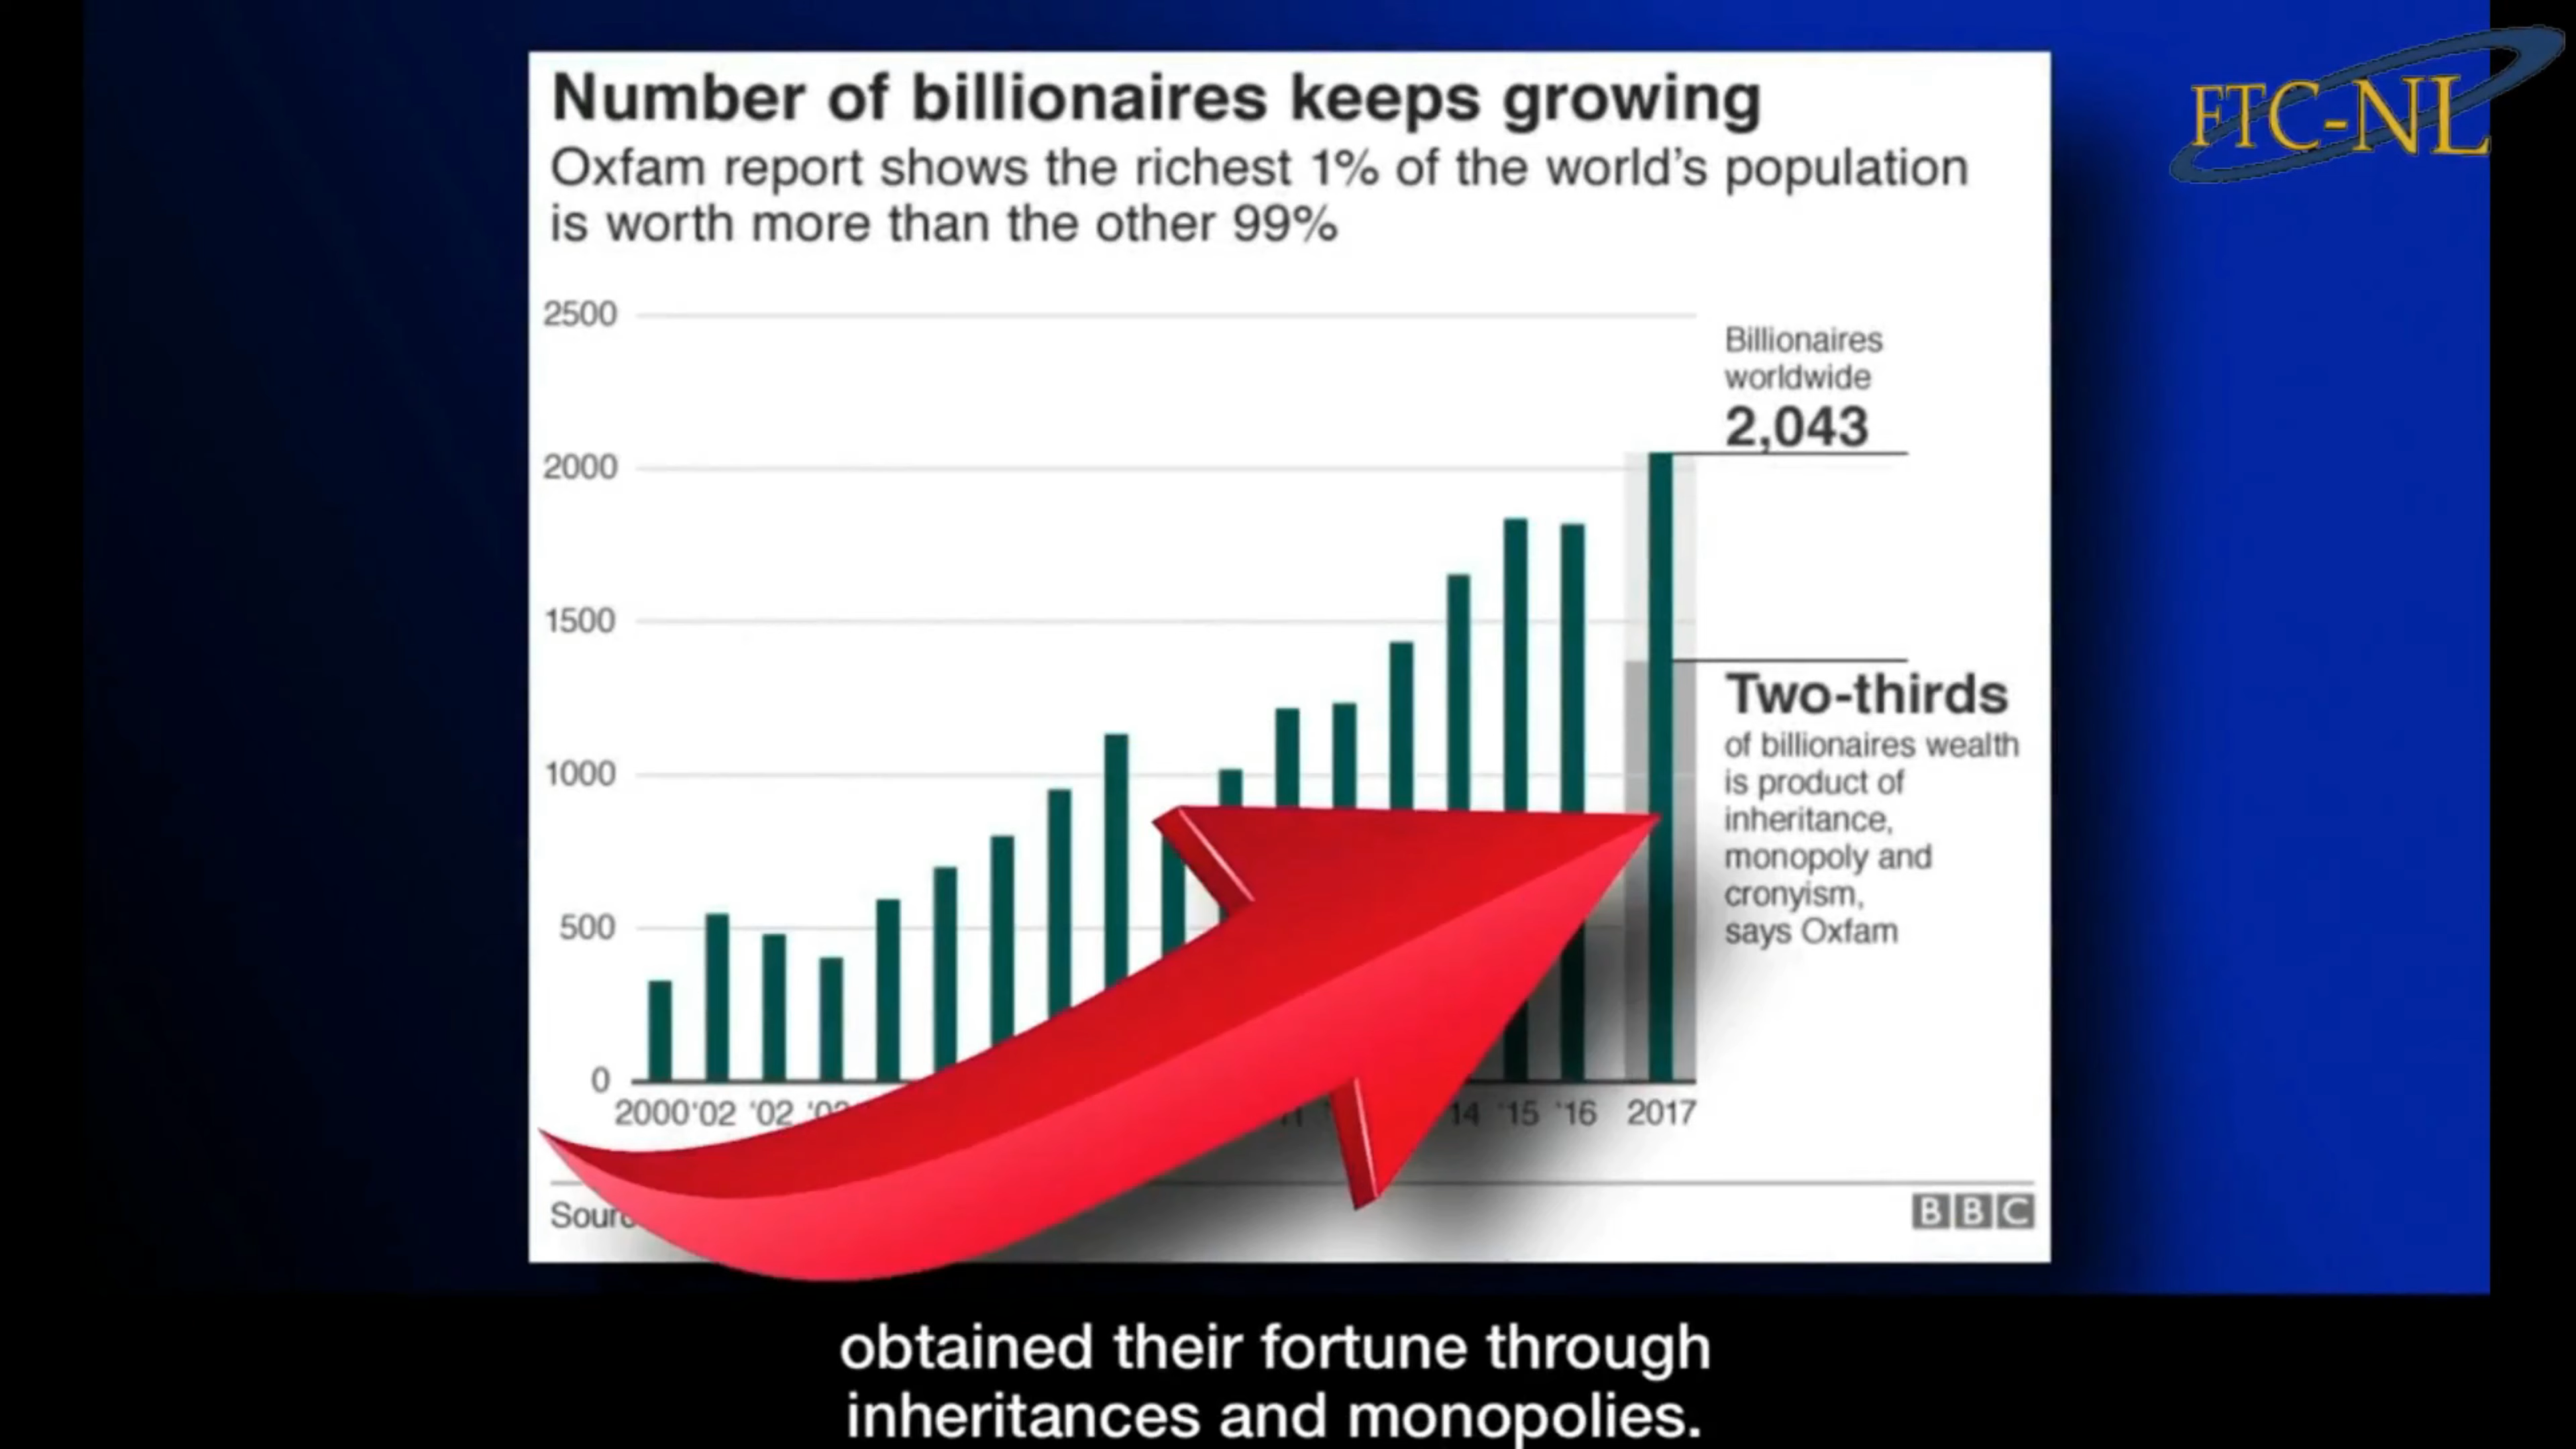 FTC-NL
Number of billionaires keeps growing
Oxfam report shows the richest 1% of the world's population
is worth more than the other 99%
2500
Billionaires
worldwide
2,043
2000
1500
Two-thirds
of billionaires wealth
is product of
inheritance,
monopoly and
cronyism,
says Oxfam
1000
500
0
2000 '02 '02 14 '15 '16 2017
BBC
obtained their fortune through
inheritances and monopolies.